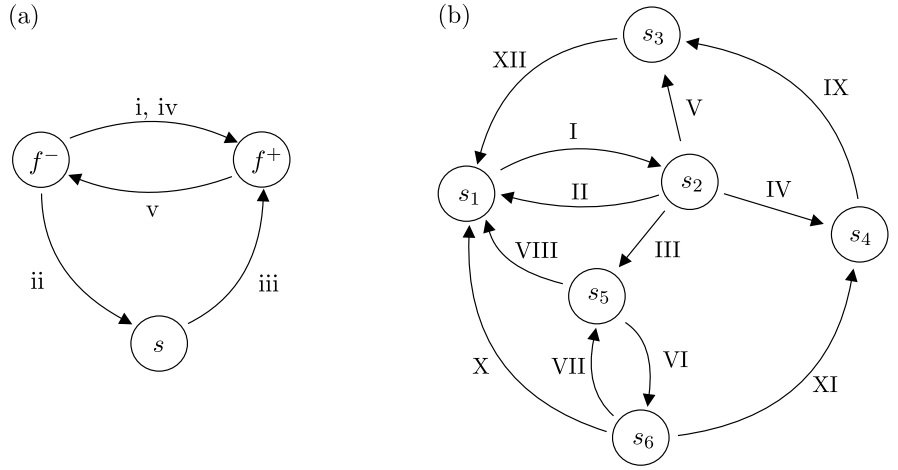 (a)
i, iv
f⁻
f⁺
v
ii
iii
s
(b)
s₃
XII
IX
V
I
s₁
s₂
II
IV
s₄
VIII
III
s₅
X
VII
VI
XI
s₆